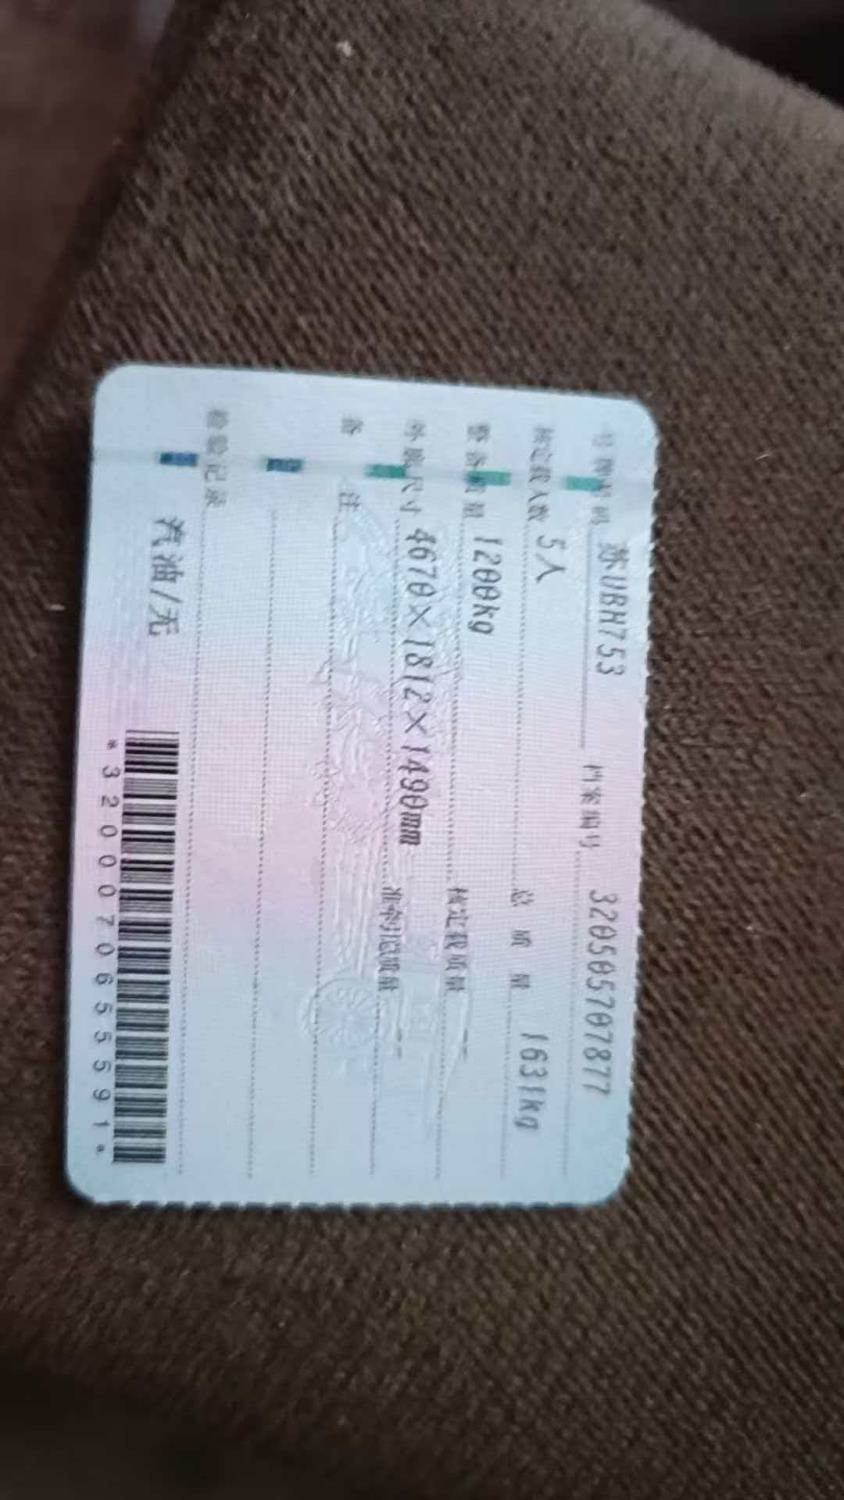 号牌号码 苏UBH753 档案编号 320505707877
核定载人数 5人 总质量 1631kg
整备质量 1200kg 核定载质量 --
外廓尺寸 4670×1812×1490mm 准牵引总质量 --
备注
检验记录
汽油/无
*3200070655591*